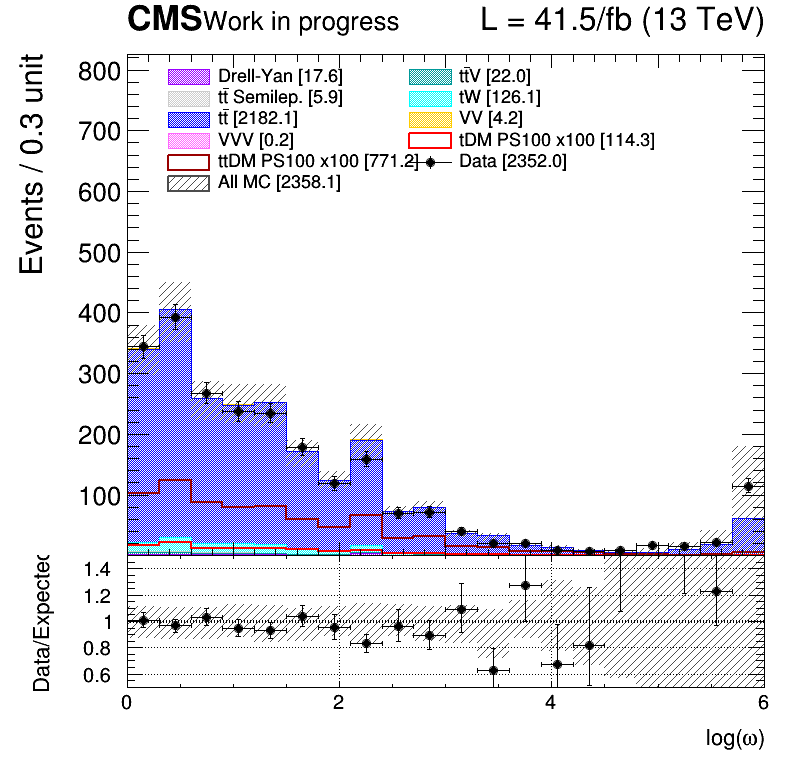 CMS Work in progress L = 41.5/fb (13 TeV)
Events / 0.3 unit
800
700
600
500
400
300
200
100
Drell-Yan [17.6] tt̄V [22.0]
tt̄ Semilep. [5.9] tW [126.1]
tt̄ [2182.1] VV [4.2]
VVV [0.2] tDM PS100 x100 [114.3]
ttDM PS100 x100 [771.2] Data [2352.0]
All MC [2358.1]
Data/Expected
1.4
1.2
1
0.8
0.6
0 2 4 6
log(ω)